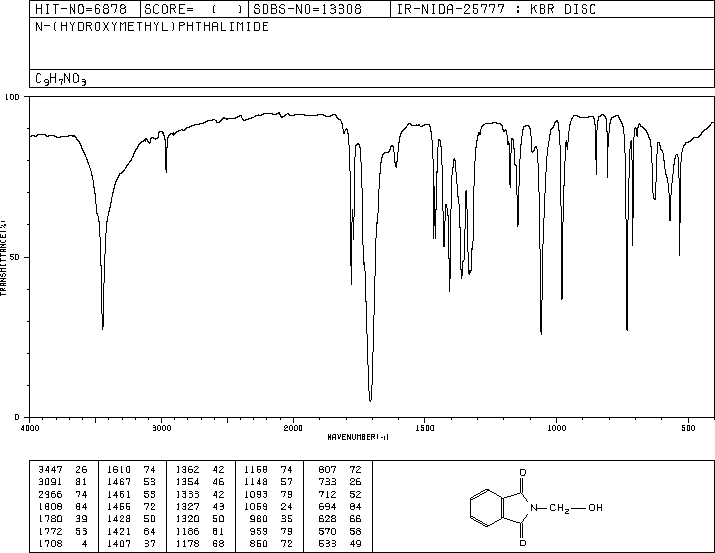 HIT-NO=6878 SCORE= ( ) SDBS-NO=13308 IR-NIDA-25777 : KBR DISC
N-(HYDROXYMETHYL)PHTHALIMIDE
C9H7NO3
100
50
0
TRANSMITTANCE(%)
4000 3000 2000 1500 1000 500
WAVENUMBER(-1)
3447 26 1610 74 1362 42 1168 74 807 72
3091 81 1467 53 1354 46 1148 57 733 26
2966 74 1461 55 1333 42 1093 79 712 52
1808 84 1455 72 1327 43 1059 24 694 84
1780 39 1428 50 1320 50 980 35 628 66
1772 53 1421 64 1186 81 959 79 570 58
1708 4 1407 37 1178 68 850 72 533 49
O
N—CH2—OH
O